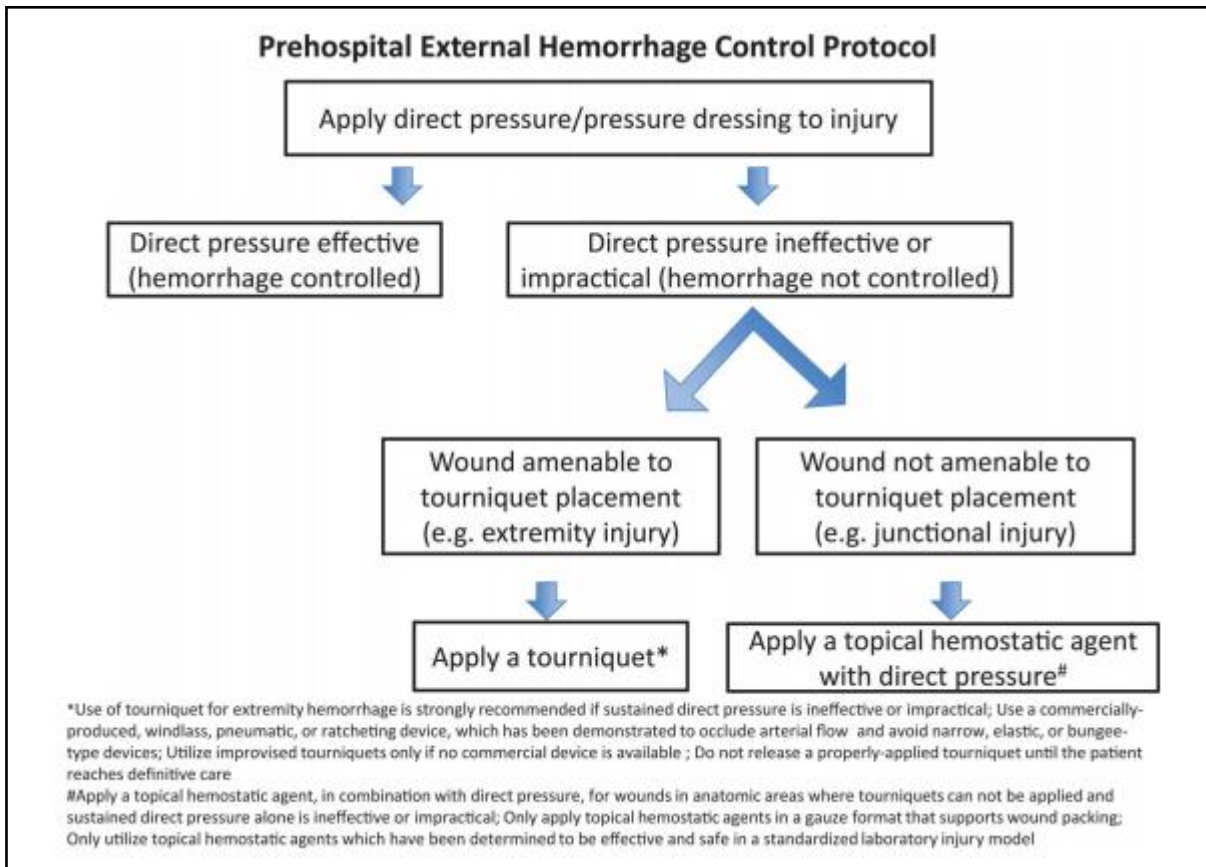 Prehospital External Hemorrhage Control Protocol
Apply direct pressure/pressure dressing to injury
Direct pressure effective
(hemorrhage controlled)
Direct pressure ineffective or
impractical (hemorrhage not controlled)
Wound amenable to
tourniquet placement
(e.g. extremity injury)
Wound not amenable to
tourniquet placement
(e.g. junctional injury)
Apply a tourniquet*
Apply a topical hemostatic agent
with direct pressure#
*Use of tourniquet for extremity hemorrhage is strongly recommended if sustained direct pressure is ineffective or impractical; Use a commercially-
produced, windlass, pneumatic, or ratcheting device, which has been demonstrated to occlude arterial flow and avoid narrow, elastic, or bungee-
type devices; Utilize improvised tourniquets only if no commercial device is available ; Do not release a properly-applied tourniquet until the patient
reaches definitive care
#Apply a topical hemostatic agent, in combination with direct pressure, for wounds in anatomic areas where tourniquets can not be applied and
sustained direct pressure alone is ineffective or impractical; Only apply topical hemostatic agents in a gauze format that supports wound packing;
Only utilize topical hemostatic agents which have been determined to be effective and safe in a standardized laboratory injury model